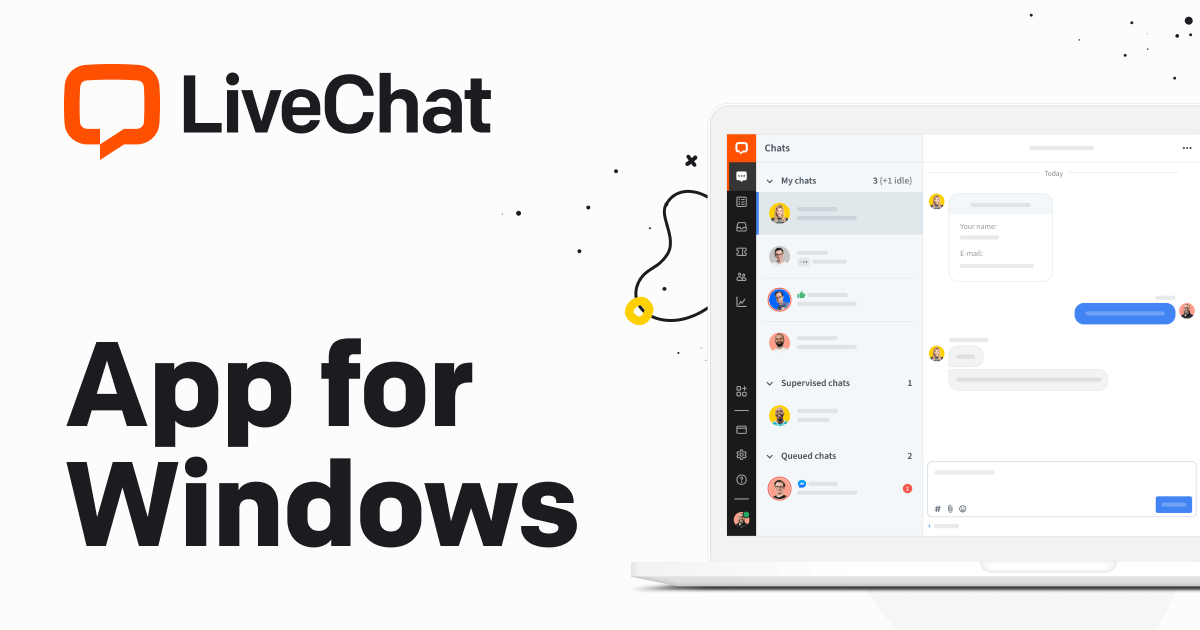 LiveChat
App for
Windows
Chats
My chats 3 (+1 idle)
Supervised chats 1
Queued chats 2
1
Today
Your name:
E-mail: